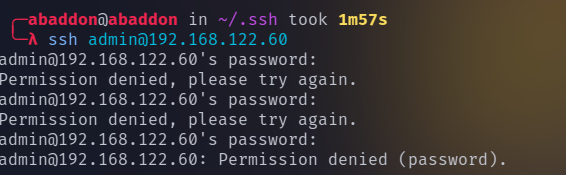 abaddon@abaddon in ~/.ssh took 1m57s
λ ssh admin@192.168.122.60
admin@192.168.122.60's password:
Permission denied, please try again.
admin@192.168.122.60's password:
Permission denied, please try again.
admin@192.168.122.60's password:
admin@192.168.122.60: Permission denied (password).